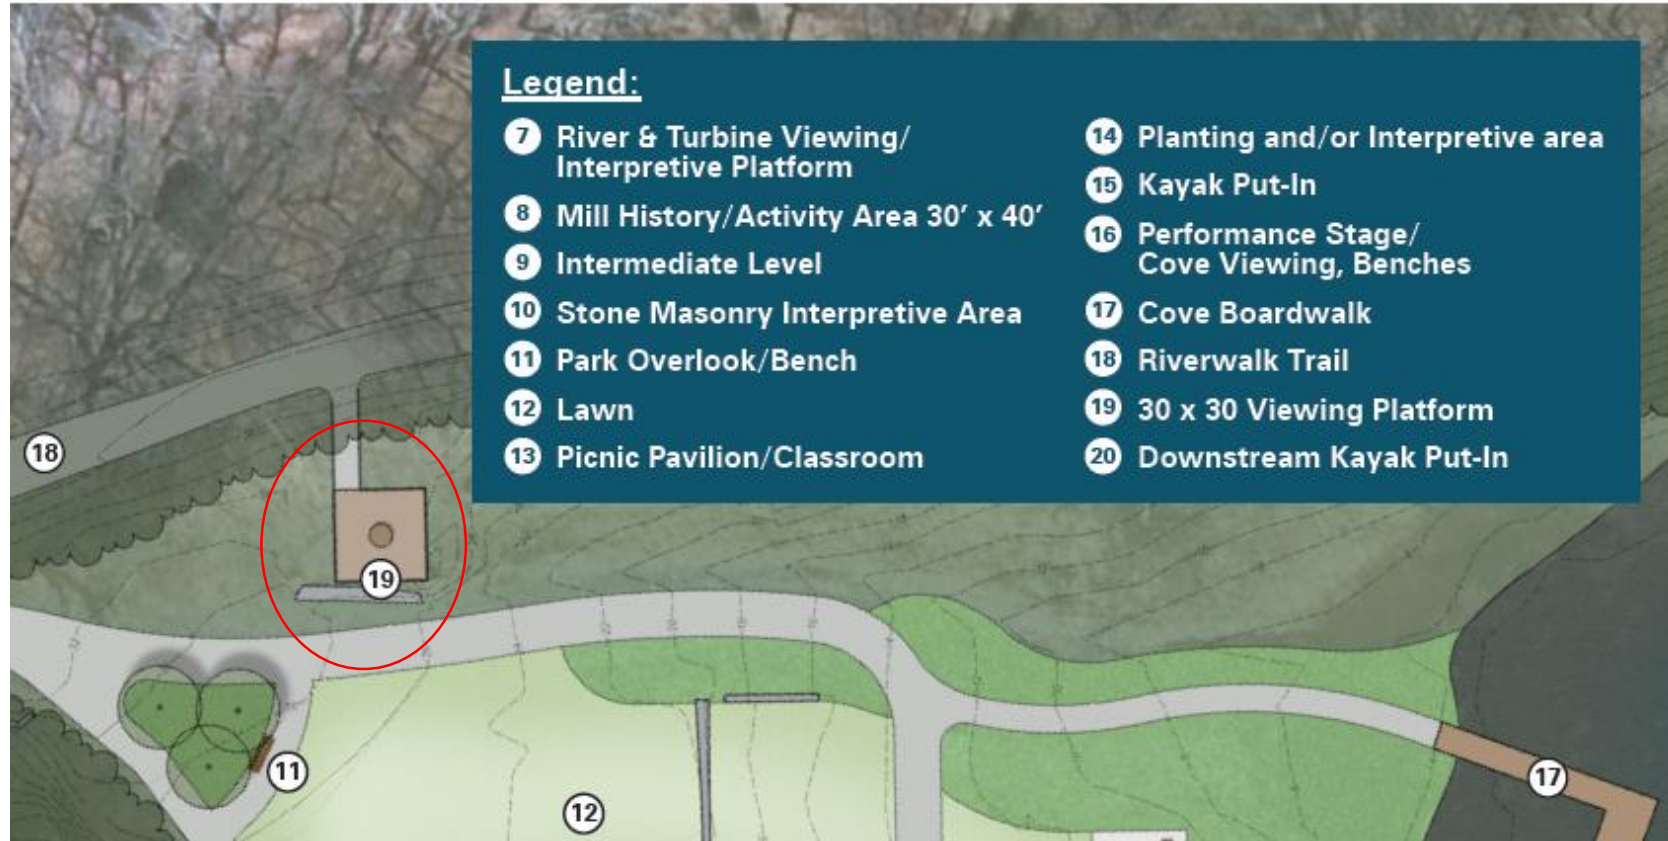 Legend:
7 River & Turbine Viewing/
Interpretive Platform
8 Mill History/Activity Area 30' x 40'
9 Intermediate Level
10 Stone Masonry Interpretive Area
11 Park Overlook/Bench
12 Lawn
13 Picnic Pavilion/Classroom
14 Planting and/or Interpretive area
15 Kayak Put-In
16 Performance Stage/
Cove Viewing, Benches
17 Cove Boardwalk
18 Riverwalk Trail
19 30 x 30 Viewing Platform
20 Downstream Kayak Put-In
18
19
11
12
17